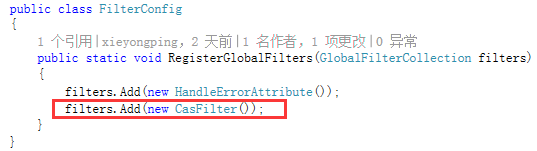 public class FilterConfig
{
1 个引用|xieyongping，2 天前|1 名作者，1 项更改|0 异常
public static void RegisterGlobalFilters(GlobalFilterCollection filters)
{
filters.Add(new HandleErrorAttribute());
filters.Add(new CasFilter());
}
}